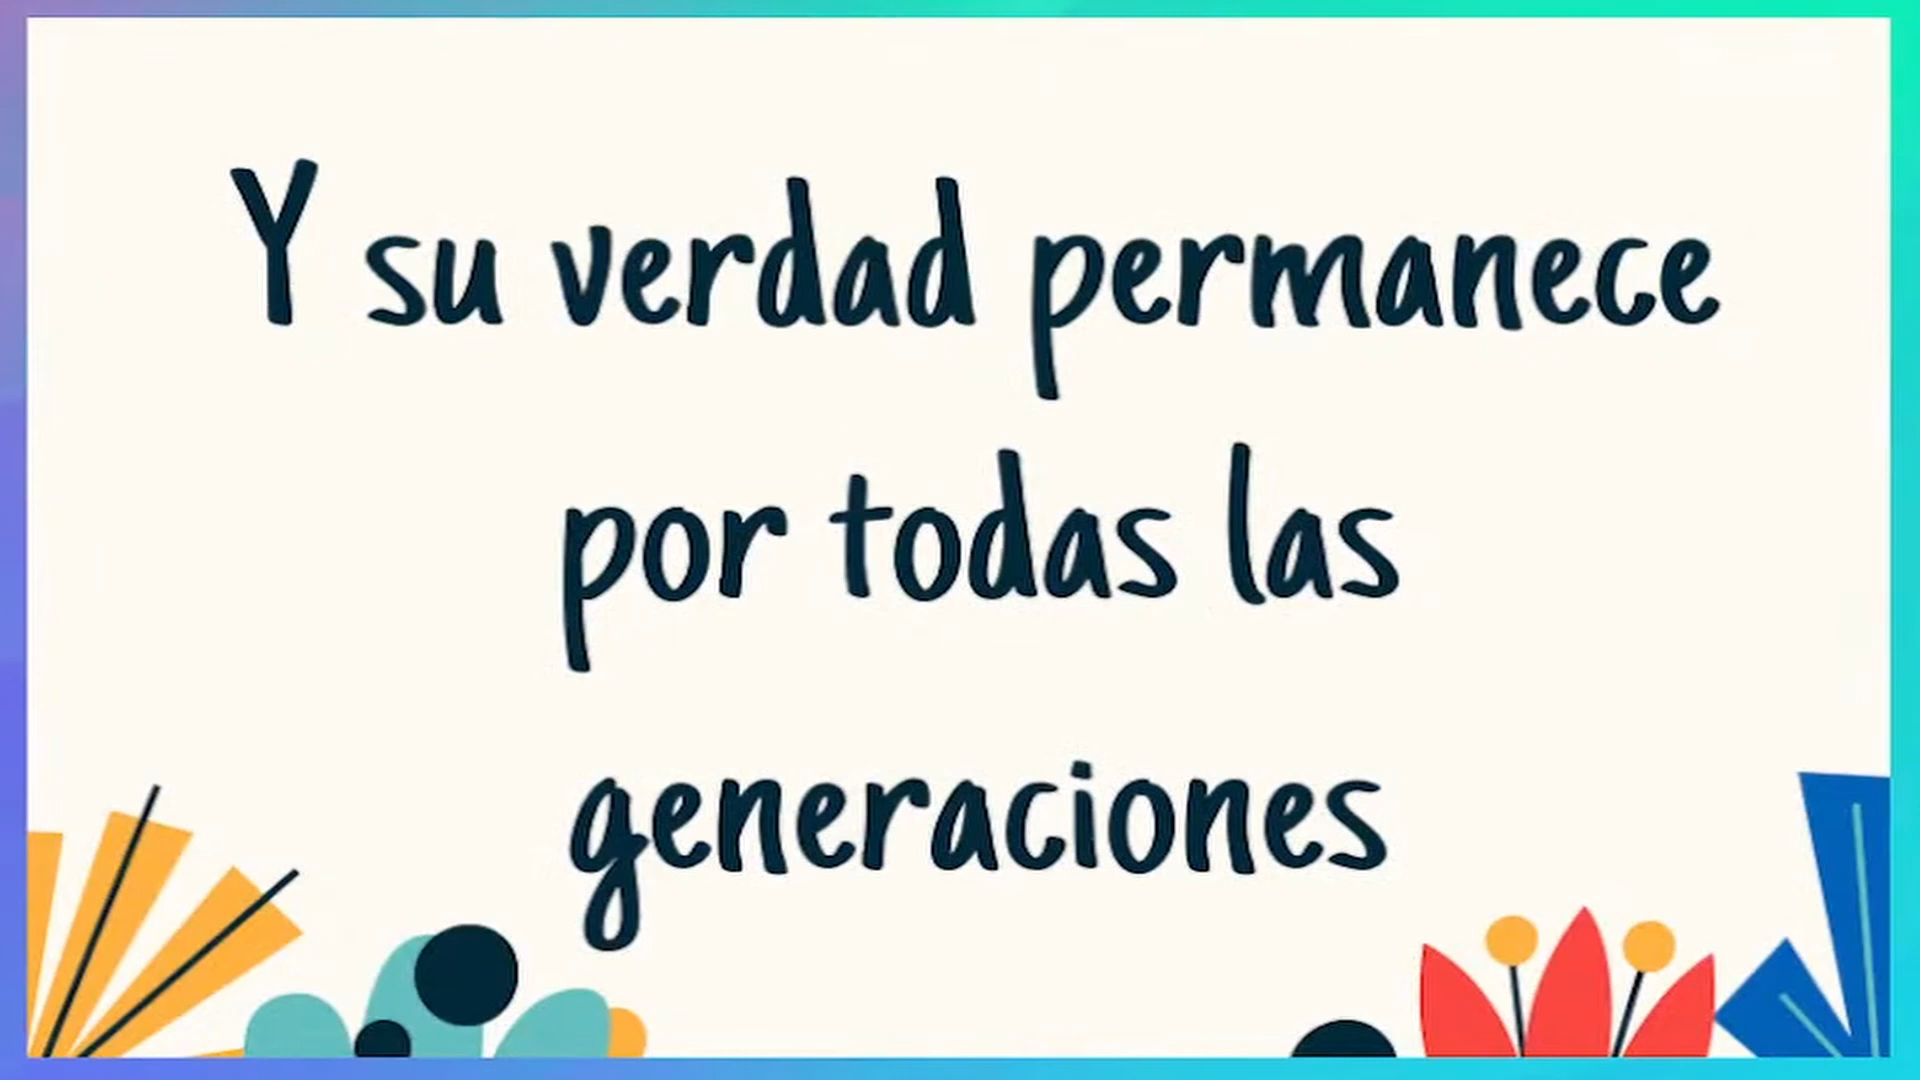 Y su verdad permanece
por todas las
generaciones